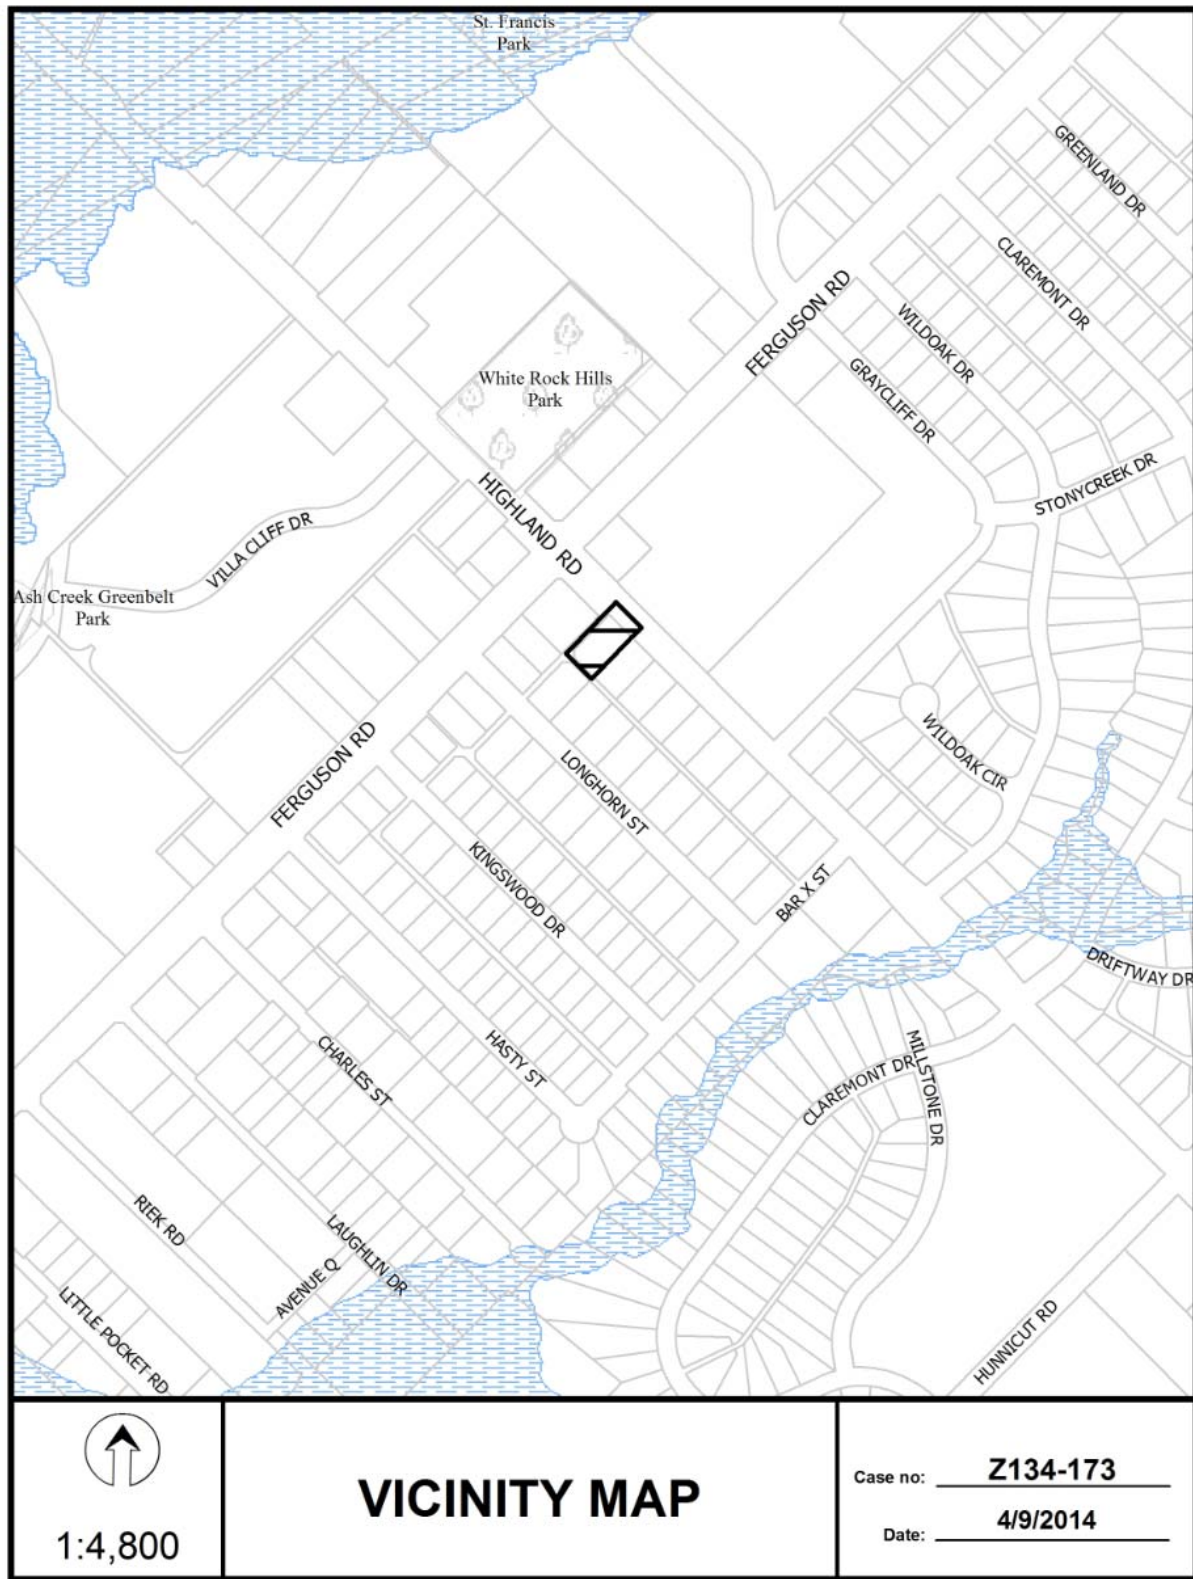 St. Francis
Park
GREENLAND DR
CLAREMONT DR
FERGUSON RD
WILDOAK DR
GRAYCLIFF DR
White Rock Hills
Park
STONYCREEK DR
HIGHLAND RD
VILLA CLIFF DR
Ash Creek Greenbelt
Park
WILDOAK CIR
FERGUSON RD
LONGHORN ST
KINGSWOOD DR
BAR X ST
DRIFTWAY DR
HASTY ST
CHARLES ST
CLAREMONT DR
MILLSTONE DR
RIEK RD
LAUGHLIN DR
AVENUE Q
LITTLE POCKET RD
HUNNICUT RD
1:4,800
VICINITY MAP
Case no: Z134-173
Date: 4/9/2014